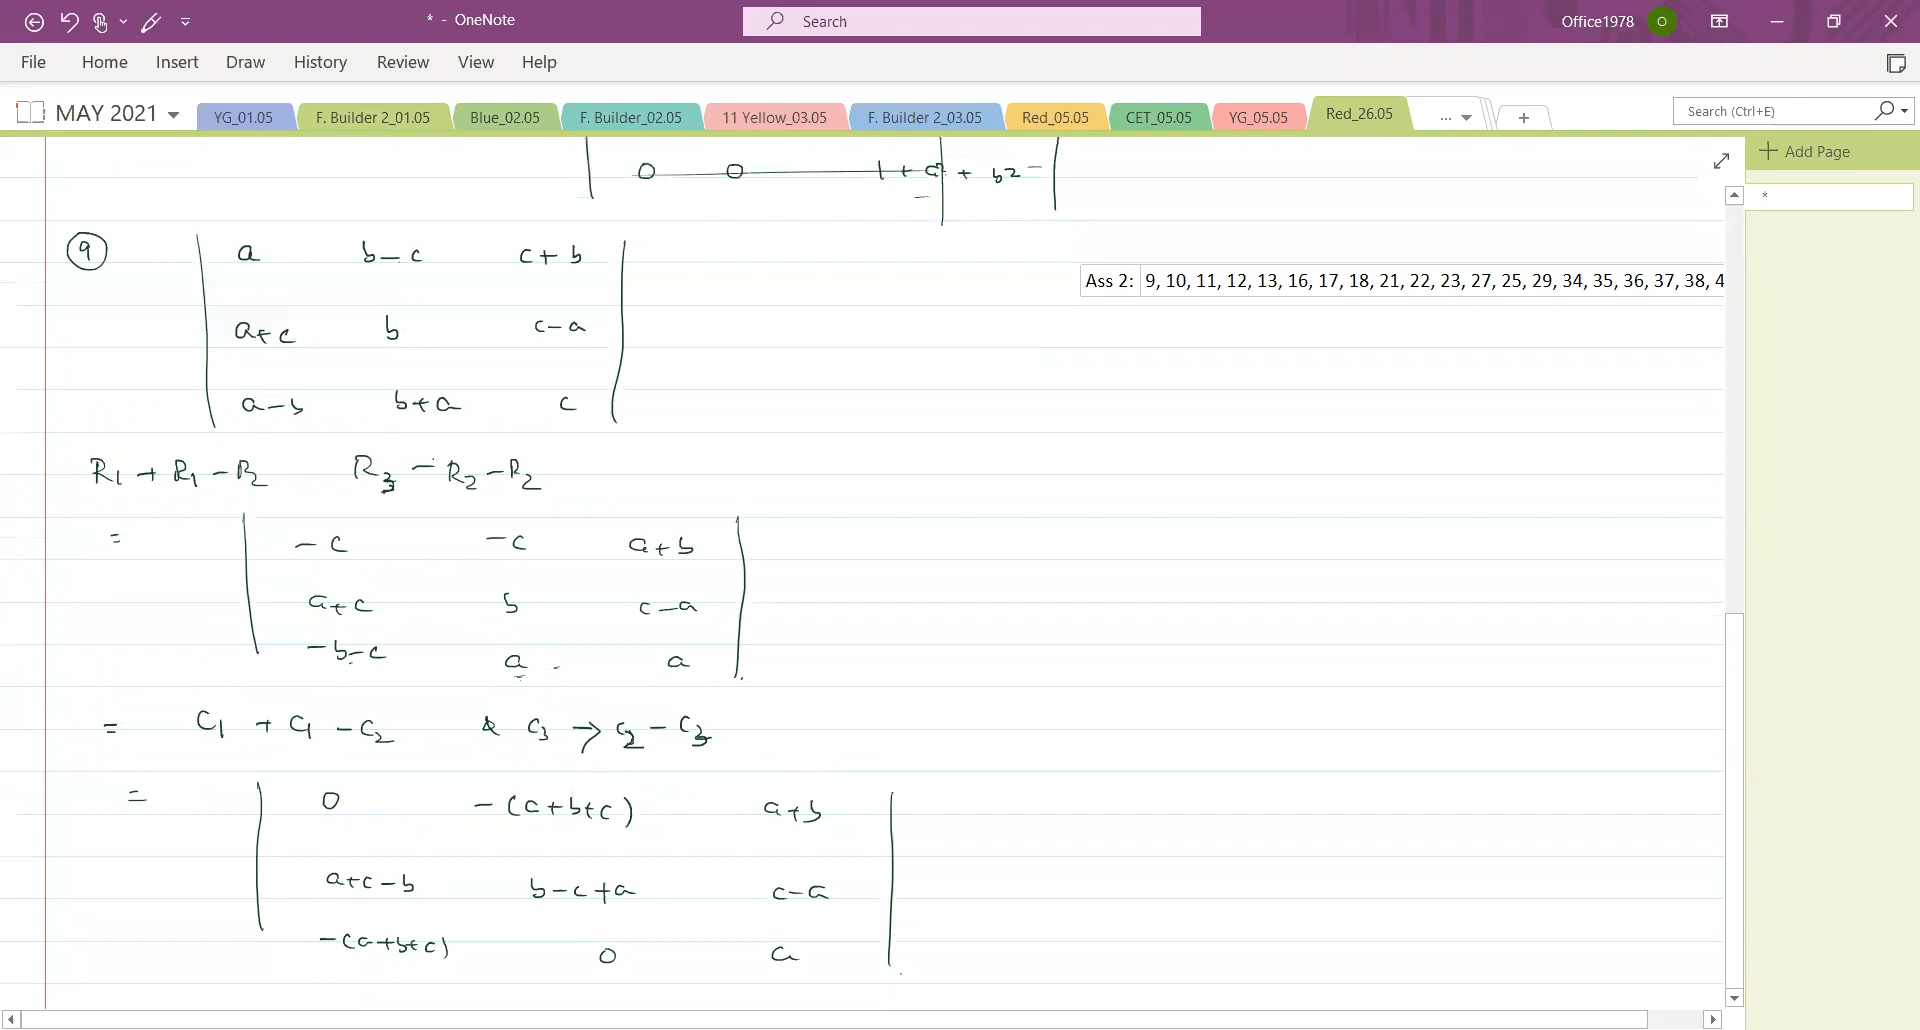 * - OneNote
Search
Office1978
O
File Home Insert Draw History Review View Help
MAY 2021
YG_01.05 F. Builder 2_01.05 Blue_02.05 F. Builder_02.05 11 Yellow_03.05 F. Builder 2_03.05 Red_05.05 CET_05.05 YG_05.05 Red_26.05 ... +
Search (Ctrl+E)
+ Add Page
*
0 0 1 + a² + b2
9
a b - c c + b
Ass 2: 9, 10, 11, 12, 13, 16, 17, 18, 21, 22, 23, 27, 25, 29, 34, 35, 36, 37, 38, 4
a + c b c - a
a - b b + a c
R1 + R1 - R2 R3 - R2 - R2
= - c - c a + b
a + c b c - a
- b - c a a
= C1 + C1 - C2 & C3 → C2 - C3
= 0 - (a + b + c) a + b
a + c - b b - c + a c - a
- (a + b + c) 0 a